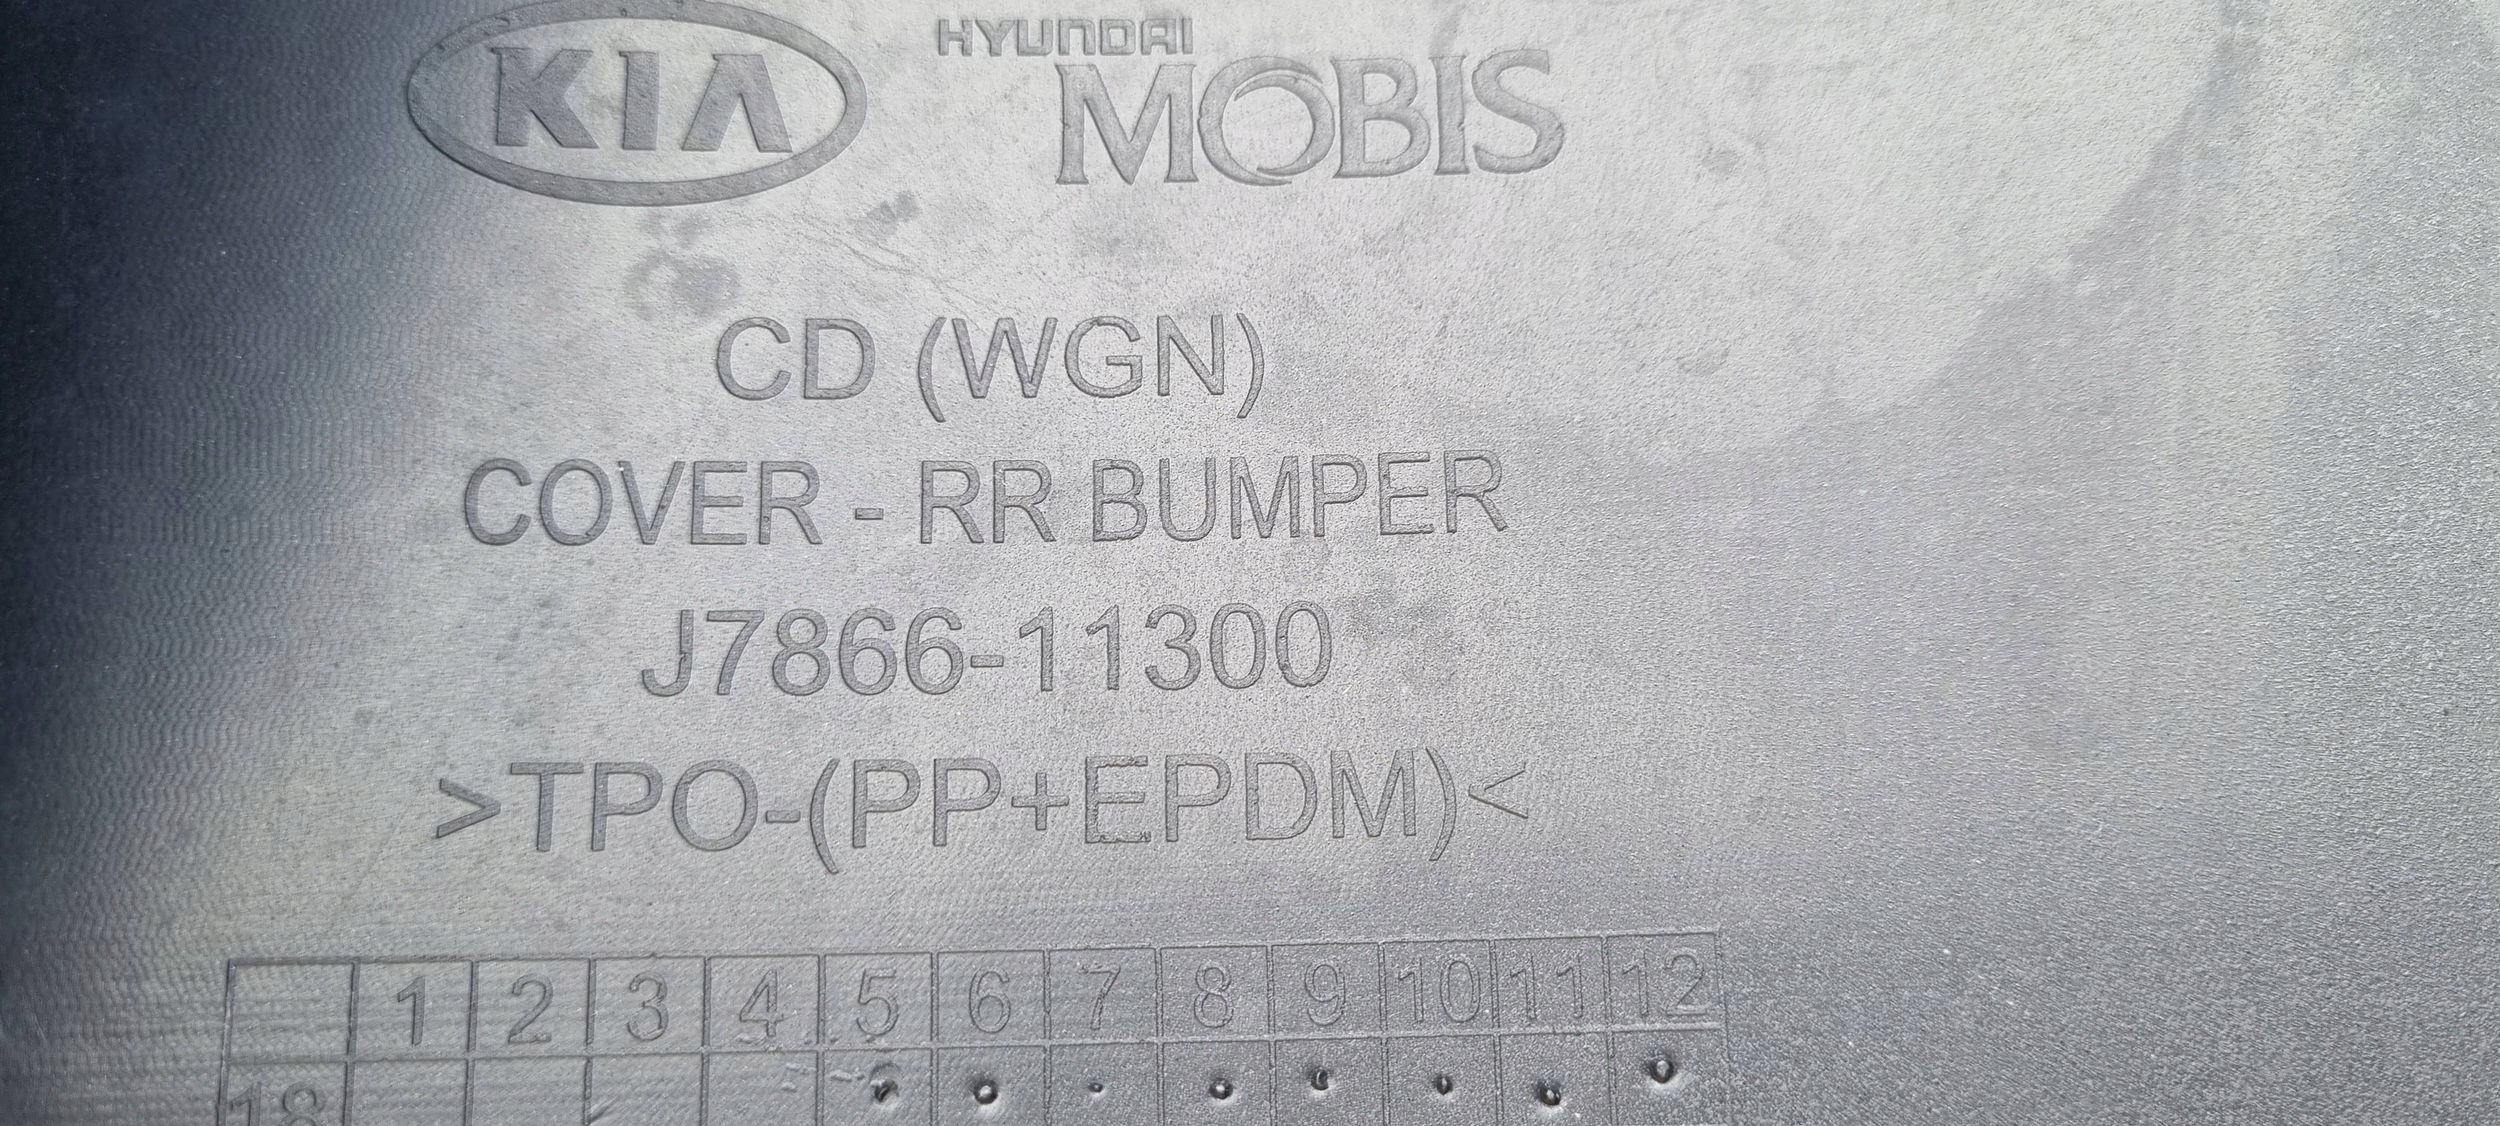 KIA HYUNDAI
MOBIS
CD (WGN)
COVER - RR BUMPER
J7866-11300
>TPO-(PP+EPDM)<
1 2 3 4 5 6 7 8 9 10 11 12
18